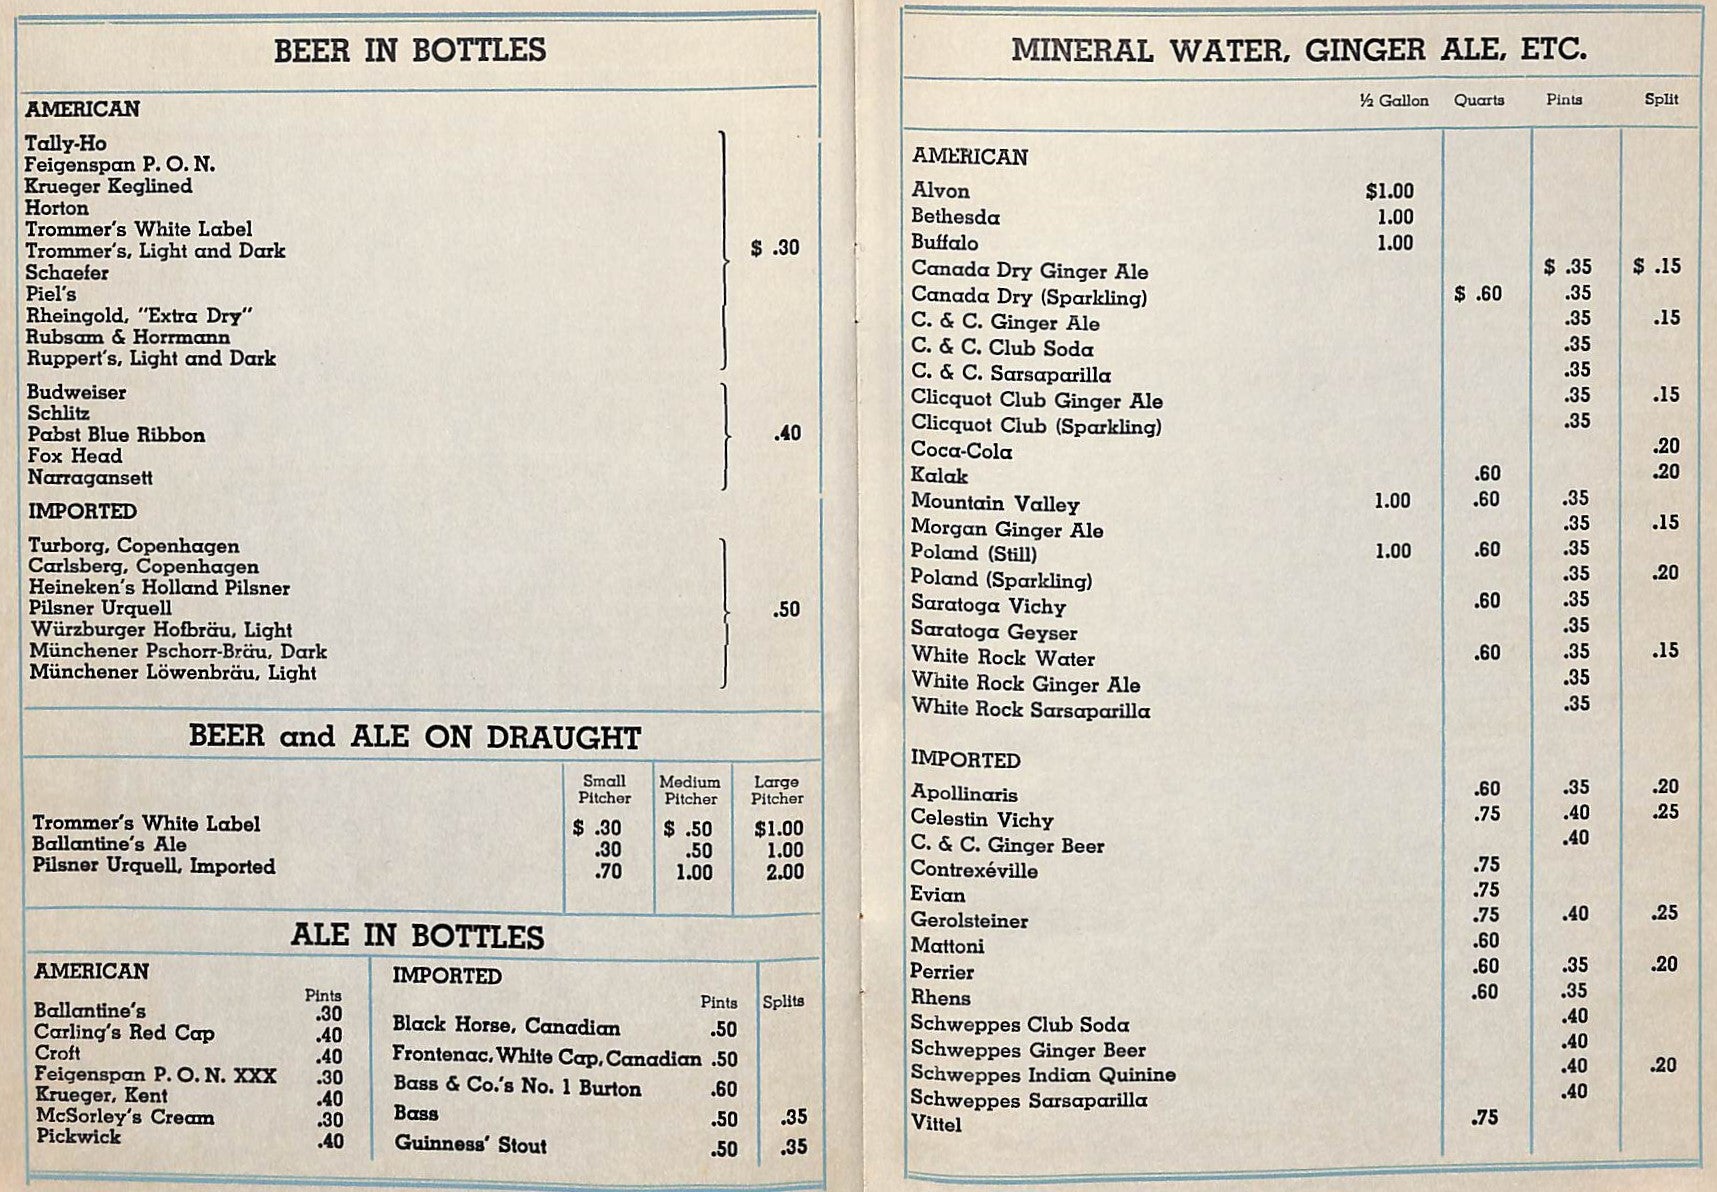 BEER IN BOTTLES
AMERICAN
Tally-Ho
Feigenspan P. O. N.
Krueger Keglined
Horton
Trommer's White Label
Trommer's, Light and Dark $ .30
Schaefer
Piel's
Rheingold, "Extra Dry"
Rubsam & Horrmann
Ruppert's, Light and Dark
Budweiser
Schlitz
Pabst Blue Ribbon .40
Fox Head
Narragansett
IMPORTED
Turborg, Copenhagen
Carlsberg, Copenhagen
Heineken's Holland Pilsner
Pilsner Urquell .50
Würzburger Hofbräu, Light
Münchener Pschorr-Bräu, Dark
Münchener Löwenbräu, Light
BEER and ALE ON DRAUGHT
Small Pitcher Medium Pitcher Large Pitcher
Trommer's White Label $ .30 $ .50 $1.00
Ballantine's Ale .30 .50 1.00
Pilsner Urquell, Imported .70 1.00 2.00
ALE IN BOTTLES
AMERICAN
Pints
Ballantine's .30
Carling's Red Cap .40
Croft .40
Feigenspan P. O. N. XXX .30
Krueger, Kent .40
McSorley's Cream .30
Pickwick .40
IMPORTED
Pints Splits
Black Horse, Canadian .50
Frontenac, White Cap, Canadian .50
Bass & Co.'s No. 1 Burton .60
Bass .50 .35
Guinness' Stout .50 .35
MINERAL WATER, GINGER ALE, ETC.
½ Gallon Quarts Pints Split
AMERICAN
Alvon $1.00
Bethesda 1.00
Buffalo 1.00
Canada Dry Ginger Ale $ .35 $ .15
Canada Dry (Sparkling) $ .60 .35
C. & C. Ginger Ale .35 .15
C. & C. Club Soda .35
C. & C. Sarsaparilla .35
Clicquot Club Ginger Ale .35 .15
Clicquot Club (Sparkling) .35
Coca-Cola .20
Kalak .60 .20
Mountain Valley 1.00 .60 .35
Morgan Ginger Ale .35 .15
Poland (Still) 1.00 .60 .35
Poland (Sparkling) .35 .20
Saratoga Vichy .60 .35
Saratoga Geyser .35
White Rock Water .60 .35 .15
White Rock Ginger Ale .35
White Rock Sarsaparilla .35
IMPORTED
Apollinaris .60 .35 .20
Celestin Vichy .75 .40 .25
C. & C. Ginger Beer .40
Contrexéville .75
Evian .75
Gerolsteiner .75 .40 .25
Mattoni .60
Perrier .60 .35 .20
Rhens .60 .35
Schweppes Club Soda .40
Schweppes Ginger Beer .40
Schweppes Indian Quinine .40 .20
Schweppes Sarsaparilla .40
Vittel .75